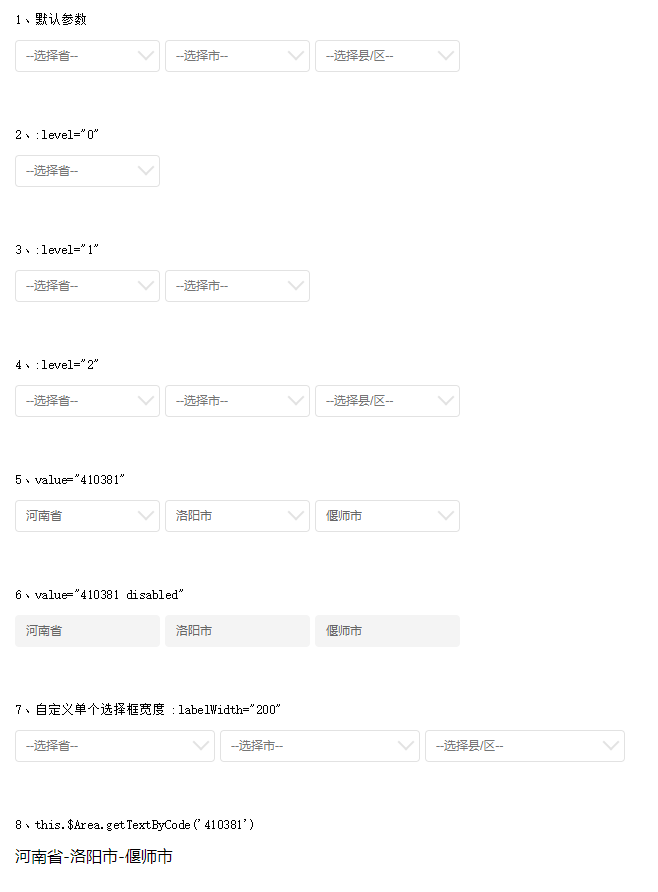 1、默认参数
--选择省-- --选择市-- --选择县/区--
2、:level="0"
--选择省--
3、:level="1"
--选择省-- --选择市--
4、:level="2"
--选择省-- --选择市-- --选择县/区--
5、value="410381"
河南省 洛阳市 偃师市
6、value="410381 disabled"
河南省 洛阳市 偃师市
7、自定义单个选择框宽度 :labelWidth="200"
--选择省-- --选择市-- --选择县/区--
8、this.$Area.getTextByCode('410381')
河南省-洛阳市-偃师市